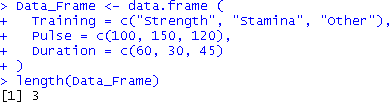 > Data_Frame <- data.frame (
+   Training = c("Strength", "Stamina", "Other"),
+   Pulse = c(100, 150, 120),
+   Duration = c(60, 30, 45)
+ )
> length(Data_Frame)
[1] 3